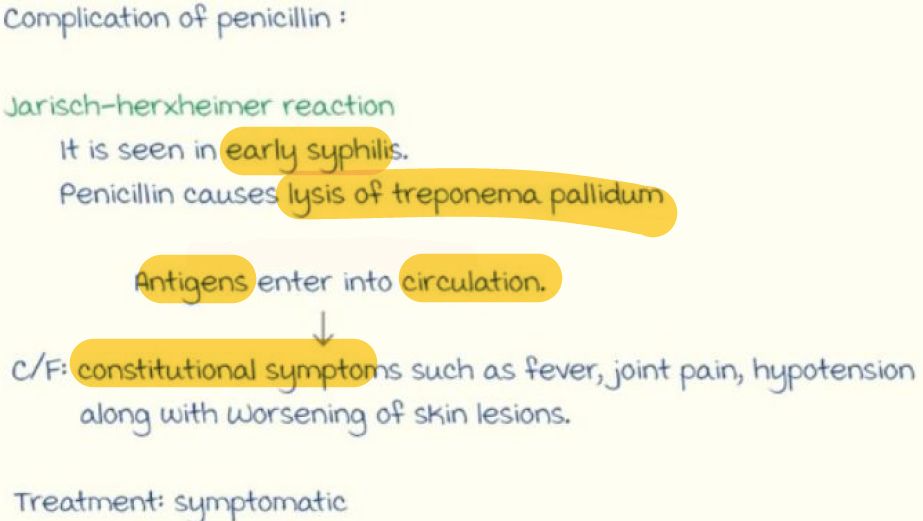 Complication of penicillin :
Jarisch-herxheimer reaction
It is seen in early syphilis.
Penicillin causes lysis of treponema pallidum
Antigens enter into circulation.
↓
C/F: constitutional symptoms such as fever, joint pain, hypotension
along with worsening of skin lesions.
Treatment: symptomatic